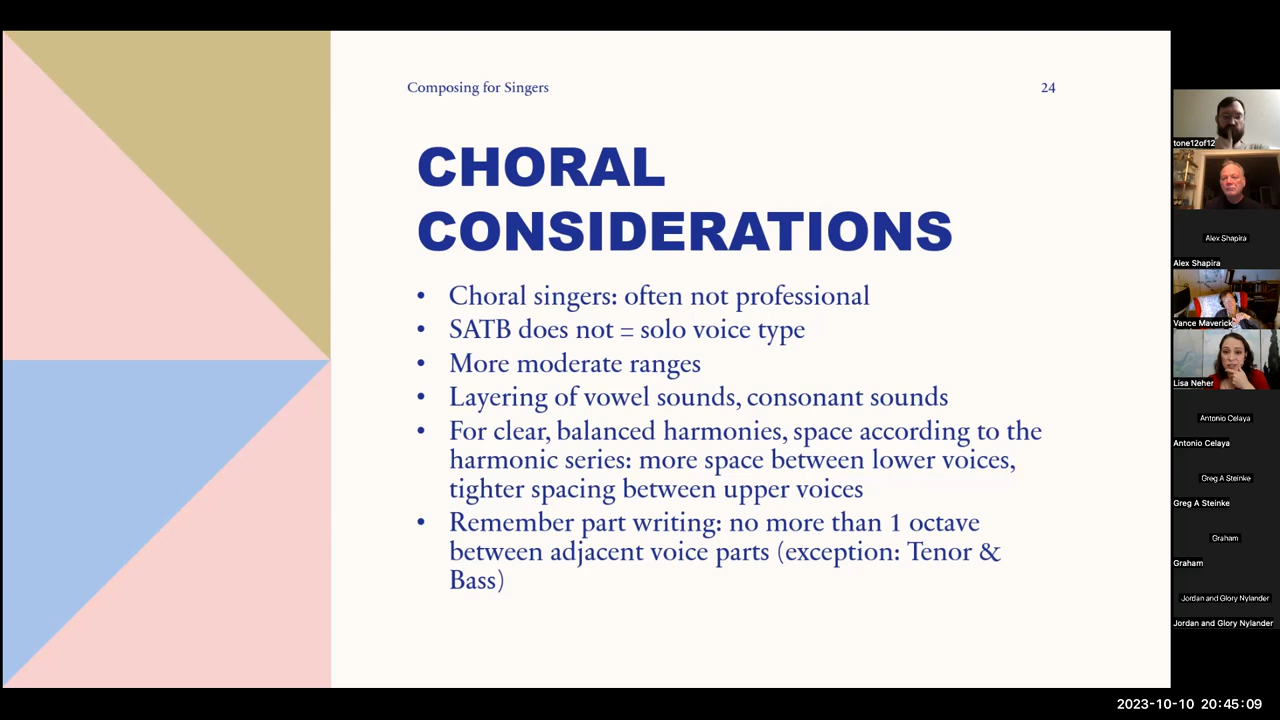 Composing for Singers
24
CHORAL
CONSIDERATIONS
• Choral singers: often not professional
• SATB does not = solo voice type
• More moderate ranges
• Layering of vowel sounds, consonant sounds
• For clear, balanced harmonies, space according to the
harmonic series: more space between lower voices,
tighter spacing between upper voices
• Remember part writing: no more than 1 octave
between adjacent voice parts (exception: Tenor &
Bass)
tone12of12
Alex Shapira
Alex Shapira
Vance Maverick
Lisa Neher
Antonio Celaya
Antonio Celaya
Greg A Steinke
Greg A Steinke
Graham
Graham
Jordan and Glory Nylander
Jordan and Glory Nylander
2023-10-10 20:45:09